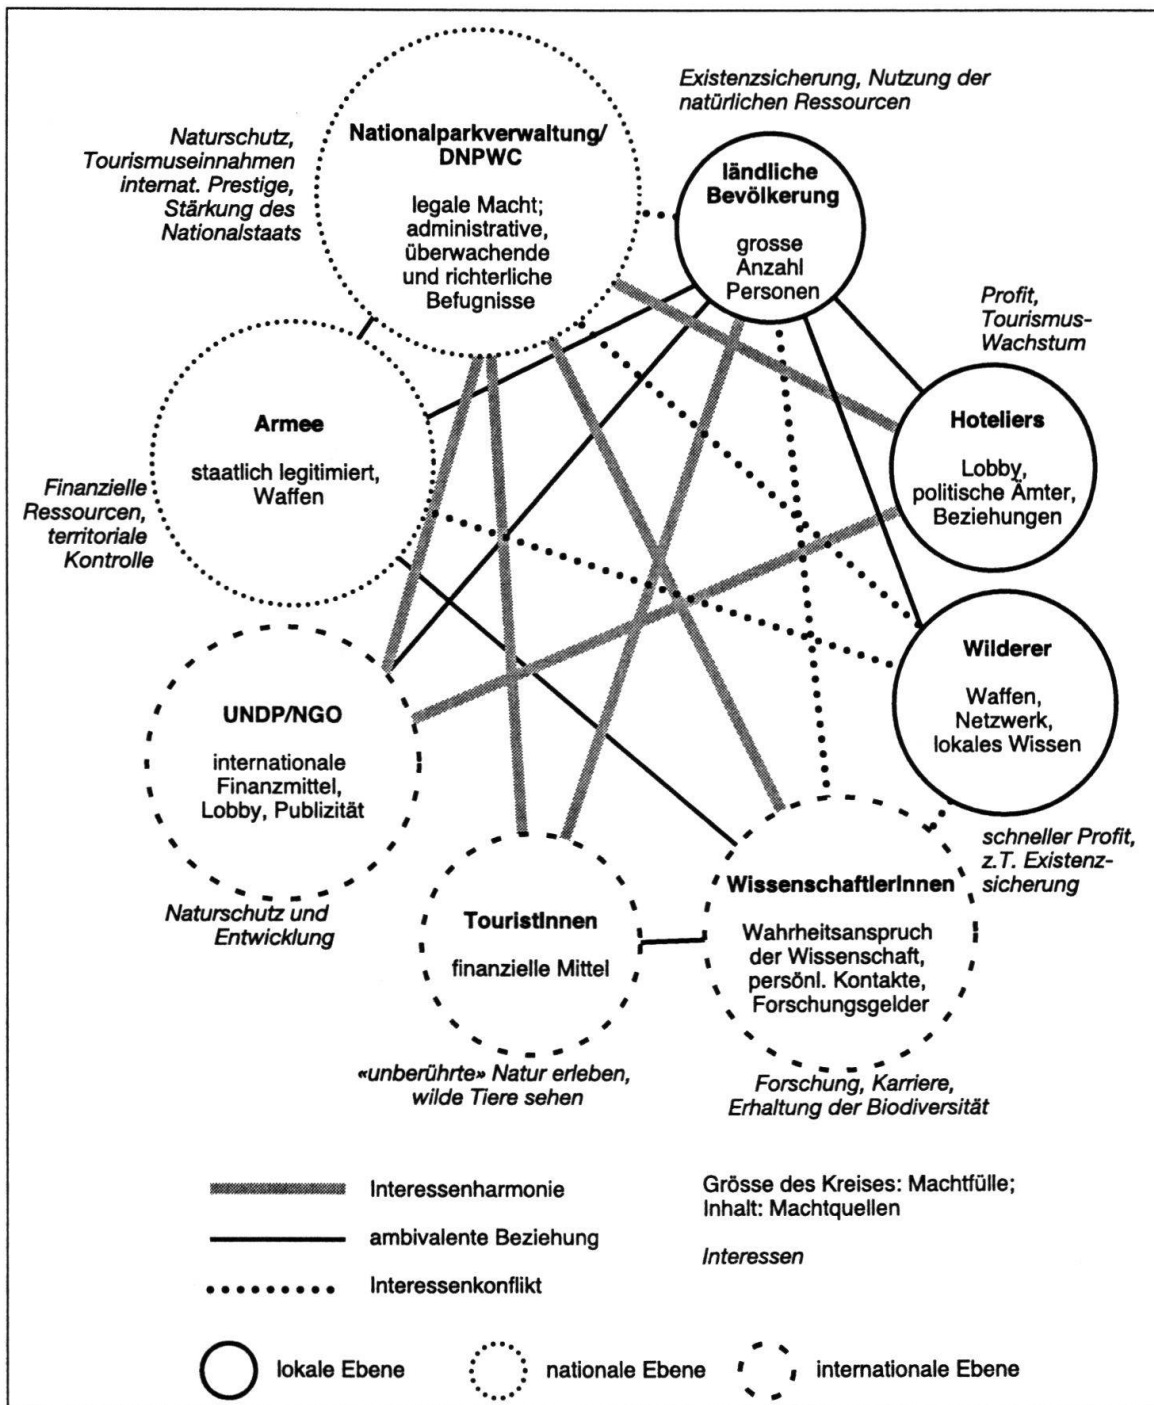 Existenzsicherung, Nutzung der
natürlichen Ressourcen
Nationalparkverwaltung/
DNPWC
legale Macht;
administrative,
überwachende
und richterliche
Befugnisse
Naturschutz,
Tourismuseinnahmen
internat. Prestige,
Stärkung des
Nationalstaats
ländliche
Bevölkerung
grosse
Anzahl
Personen
Profit,
Tourismus-
Wachstum
Armee
staatlich legitimiert,
Waffen
Hoteliers
Lobby,
politische Ämter,
Beziehungen
Finanzielle
Ressourcen,
territoriale
Kontrolle
Wilderer
Waffen,
Netzwerk,
lokales Wissen
UNDP/NGO
internationale
Finanzmittel,
Lobby, Publizität
schneller Profit,
z.T. Existenz-
sicherung
Naturschutz und
Entwicklung
TouristInnen
finanzielle Mittel
WissenschaftlerInnen
Wahrheitsanspruch
der Wissenschaft,
persönl. Kontakte,
Forschungsgelder
«unberührte» Natur erleben,
wilde Tiere sehen
Forschung, Karriere,
Erhaltung der Biodiversität
Interessenharmonie
ambivalente Beziehung
Interessenkonflikt
Grösse des Kreises: Machtfülle;
Inhalt: Machtquellen
Interessen
lokale Ebene
nationale Ebene
internationale Ebene